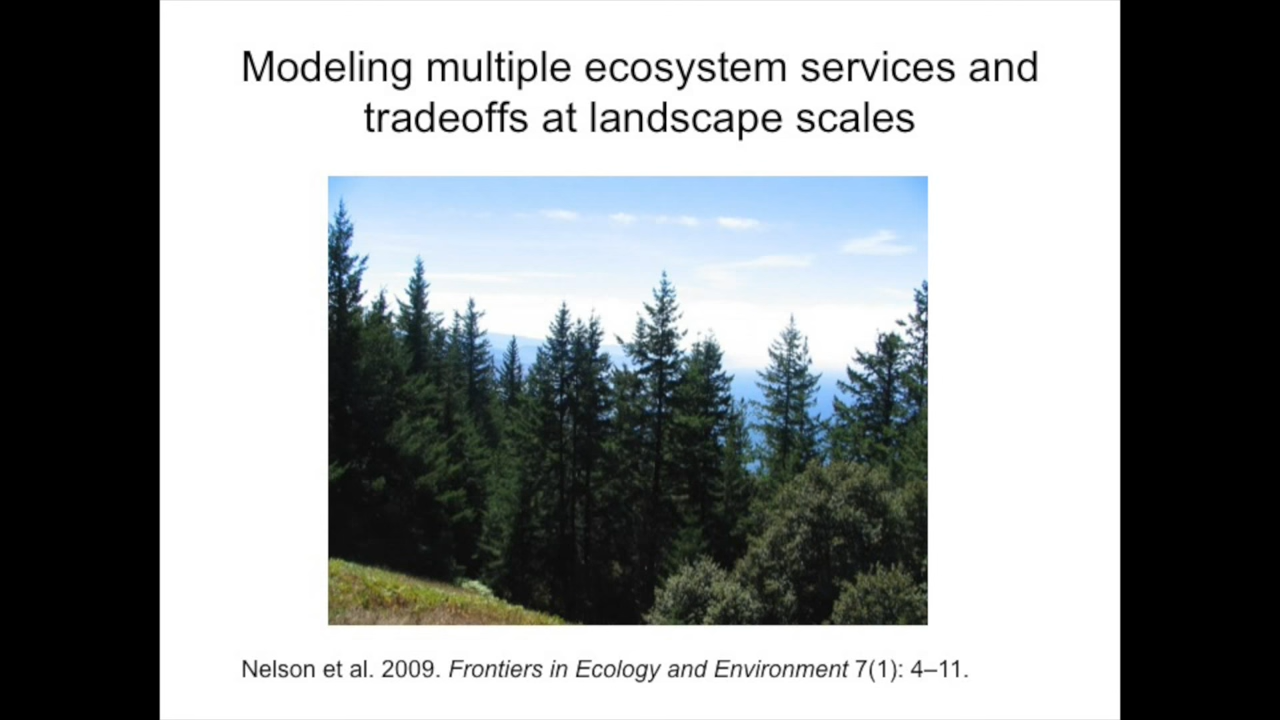 Modeling multiple ecosystem services and
tradeoffs at landscape scales
Nelson et al. 2009. Frontiers in Ecology and Environment 7(1): 4–11.